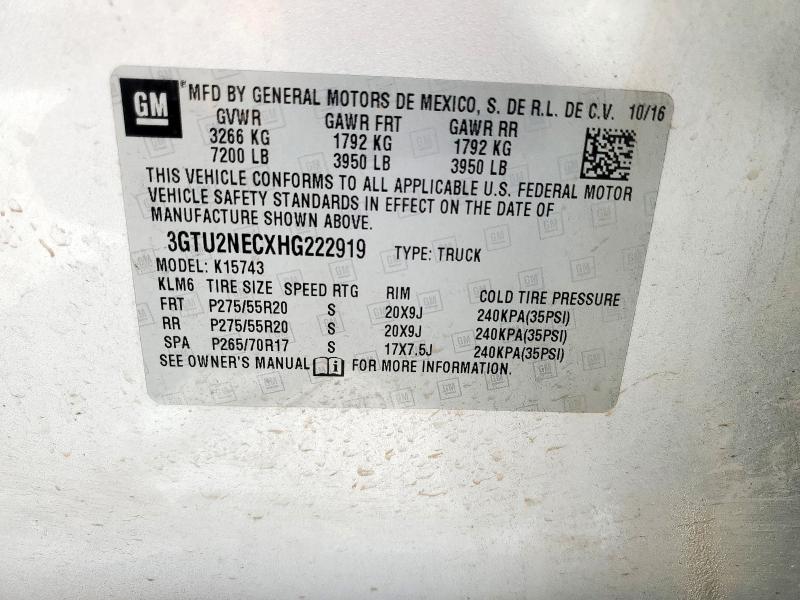 GM ® MFD BY GENERAL MOTORS DE MEXICO, S. DE R.L. DE C.V. 10/16
GVWR GAWR FRT GAWR RR
3266 KG 1792 KG 1792 KG
7200 LB 3950 LB 3950 LB
THIS VEHICLE CONFORMS TO ALL APPLICABLE U.S. FEDERAL MOTOR
VEHICLE SAFETY STANDARDS IN EFFECT ON THE DATE OF
MANUFACTURE SHOWN ABOVE.
3GTU2NECXHG222919 TYPE: TRUCK
MODEL: K15743
KLM6 TIRE SIZE SPEED RTG RIM COLD TIRE PRESSURE
FRT P275/55R20 S 20X9J 240KPA(35PSI)
RR P275/55R20 S 20X9J 240KPA(35PSI)
SPA P265/70R17 S 17X7.5J 240KPA(35PSI)
SEE OWNER'S MANUAL i FOR MORE INFORMATION.